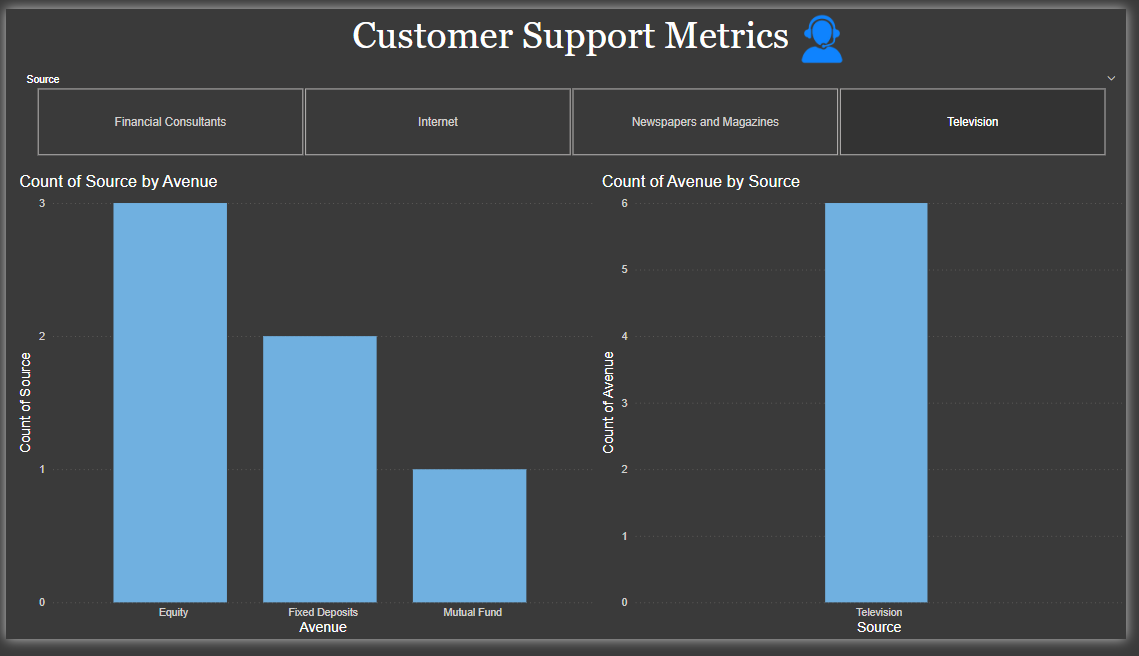 Customer Support Metrics
Source
Financial Consultants
Internet
Newspapers and Magazines
Television
Count of Source by Avenue
3
2
1
0
Count of Source
Equity
Fixed Deposits
Mutual Fund
Avenue
Count of Avenue by Source
6
5
4
3
2
1
0
Count of Avenue
Television
Source